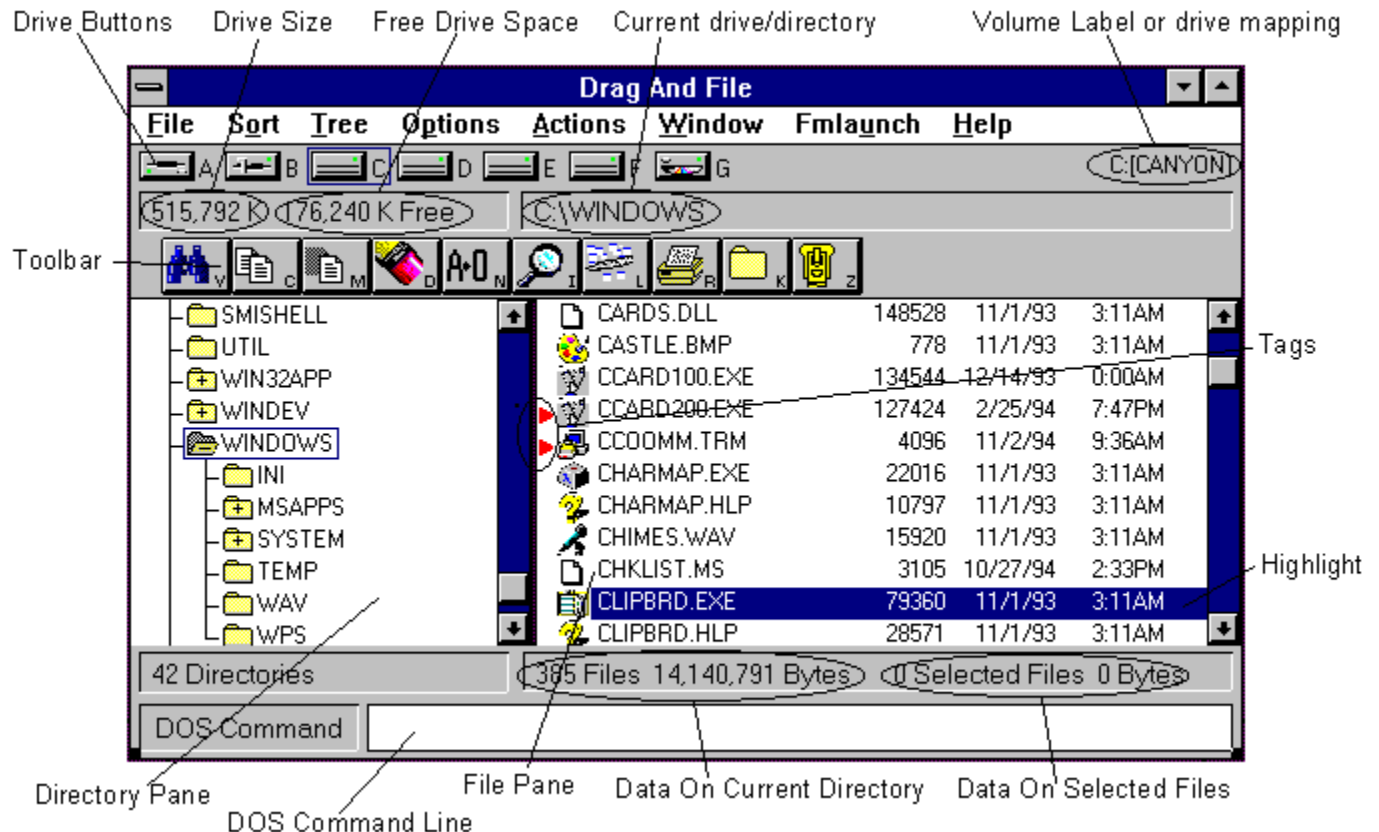 Drive Buttons Drive Size Free Drive Space Current drive/directory Volume Label or drive mapping
Drag And File
File Sort Tree Options Actions Window Fmlaunch Help
A B C D E F G C:[CANYON]
515,792 K 176,240 K Free C:\WINDOWS
Toolbar
V C M D A•O N I L R K Z
SMISHELL CARDS.DLL 148528 11/1/93 3:11AM
UTIL CASTLE.BMP 778 11/1/93 3:11AM Tags
WIN32APP CCARD100.EXE 134544 12/14/93 0:00AM
WINDEV CCARD200.EXE 127424 2/25/94 7:47PM
WINDOWS CCOOMM.TRM 4096 11/2/94 9:36AM
INI CHARMAP.EXE 22016 11/1/93 3:11AM
MSAPPS CHARMAP.HLP 10797 11/1/93 3:11AM
SYSTEM CHIMES.WAV 15920 11/1/93 3:11AM
TEMP CHKLIST.MS 3105 10/27/94 2:33PM Highlight
WAV CLIPBRD.EXE 79360 11/1/93 3:11AM
WPS CLIPBRD.HLP 28571 11/1/93 3:11AM
42 Directories 385 Files 14,140,791 Bytes 0 Selected Files 0 Bytes
DOS Command
Directory Pane File Pane Data On Current Directory Data On Selected Files
DOS Command Line